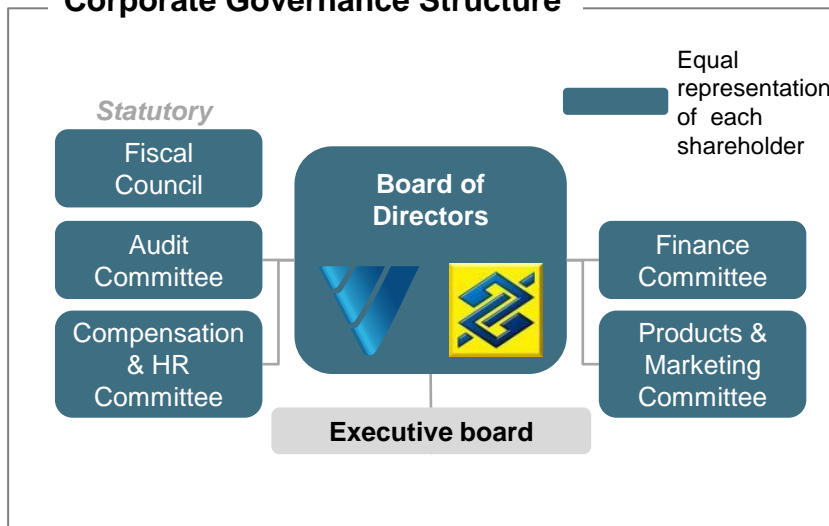 Corporate Governance Structure
Equal
representation
of each
shareholder
Statutory
Fiscal
Council
Board of
Directors
Audit
Committee
Finance
Committee
Compensation
& HR
Committee
Products &
Marketing
Committee
Executive board